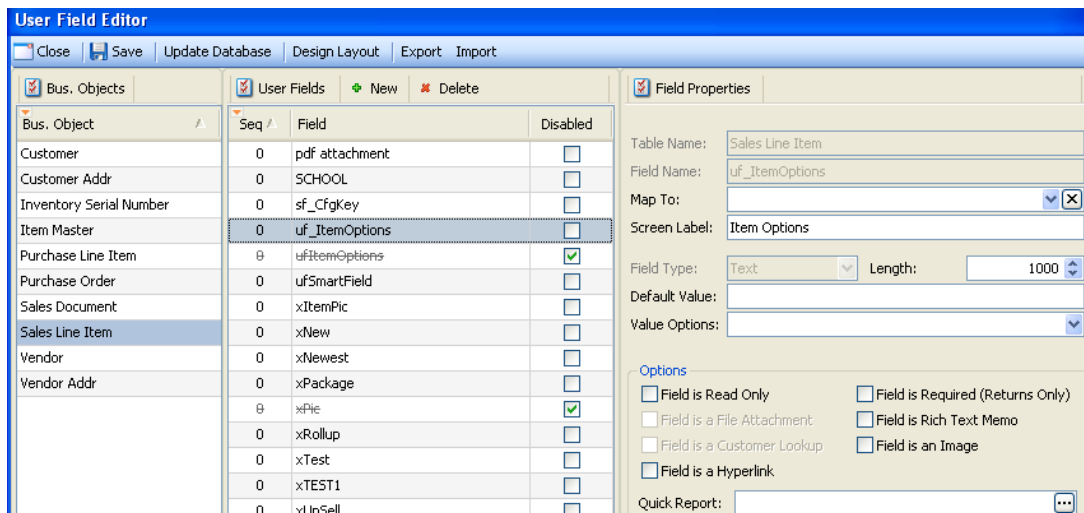 User Field Editor
Close Save Update Database Design Layout Export Import
Bus. Objects
Bus. Object
Customer
Customer Addr
Inventory Serial Number
Item Master
Purchase Line Item
Purchase Order
Sales Document
Sales Line Item
Vendor
Vendor Addr
User Fields New Delete
Seq Field Disabled
0 pdf attachment
0 SCHOOL
0 sf_CfgKey
0 uf_ItemOptions
0 ufItemOptions
0 ufSmartField
0 xItemPic
0 xNew
0 xNewest
0 xPackage
0 xPic
0 xRollup
0 xTest
0 xTEST1
0 xUpSell
Field Properties
Table Name: Sales Line Item
Field Name: uf_ItemOptions
Map To:
Screen Label: Item Options
Field Type: Text Length: 1000
Default Value:
Value Options:
Options
Field is Read Only Field is Required (Returns Only)
Field is a File Attachment Field is Rich Text Memo
Field is a Customer Lookup Field is an Image
Field is a Hyperlink
Quick Report: ...